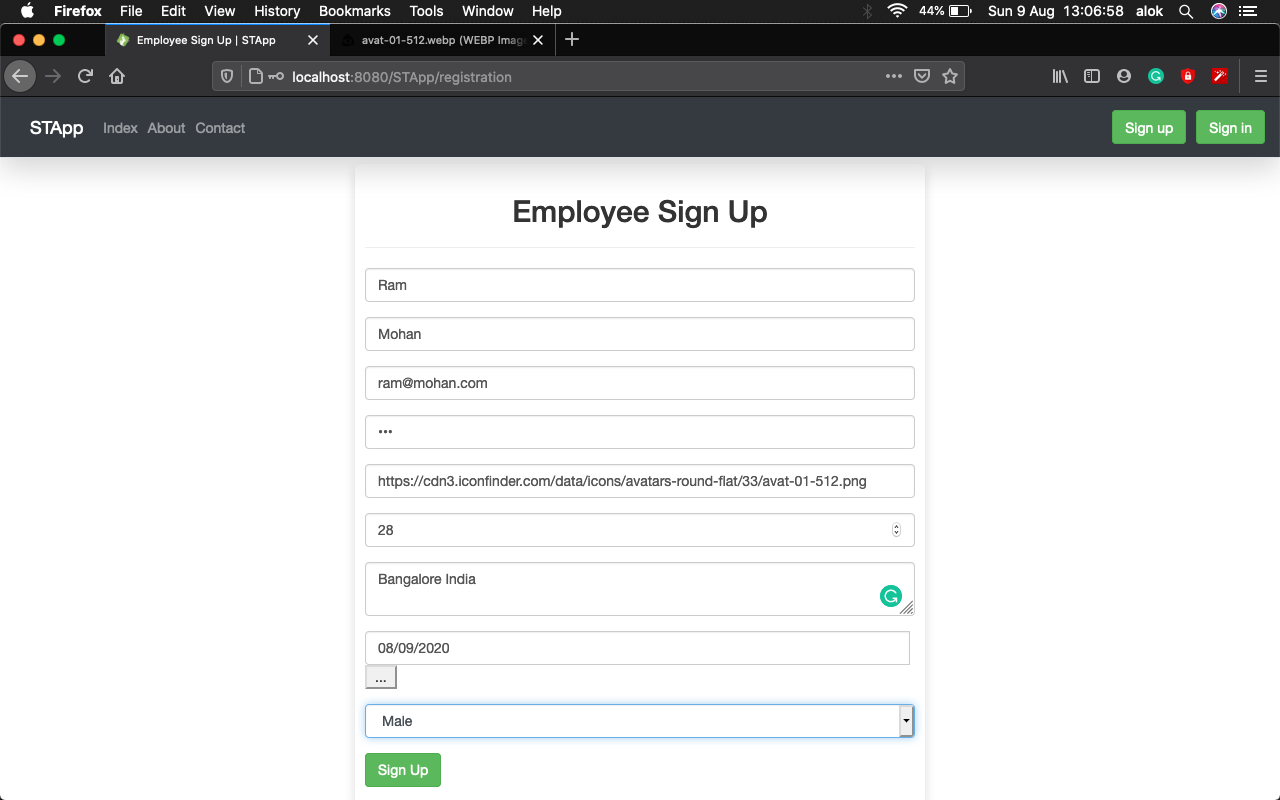 Firefox File Edit View History Bookmarks Tools Window Help 44% Sun 9 Aug 13:06:58 alok
Employee Sign Up | STApp avat-01-512.webp (WEBP Imag
localhost:8080/STApp/registration
STApp Index About Contact Sign up Sign in
Employee Sign Up
Ram
Mohan
ram@mohan.com
•••
https://cdn3.iconfinder.com/data/icons/avatars-round-flat/33/avat-01-512.png
28
Bangalore India
08/09/2020
...
Male
Sign Up